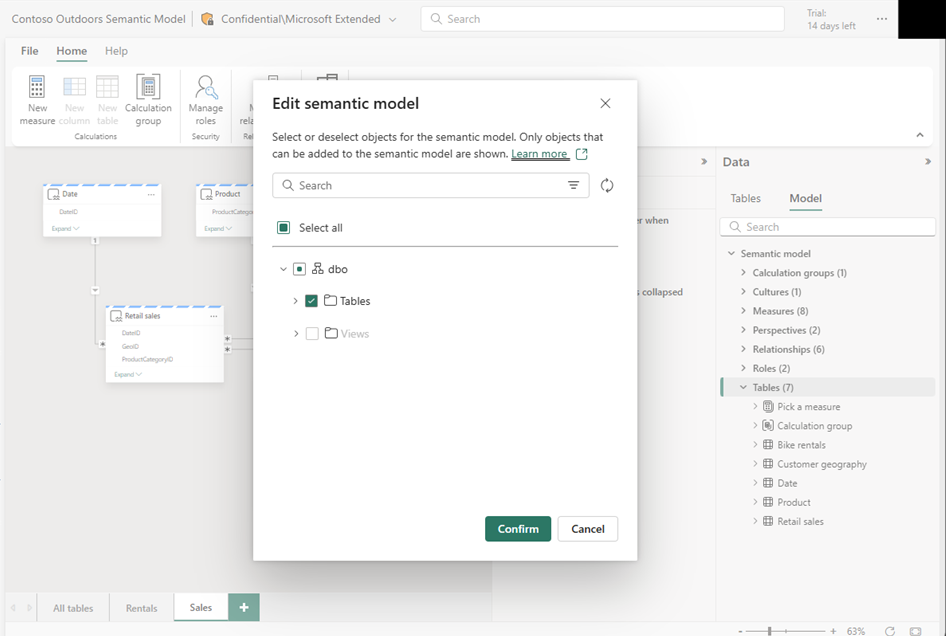 Contoso Outdoors Semantic Model
Confidential\Microsoft Extended
Search
Trial:
14 days left
File
Home
Help
New
measure
New
column
New
table
Calculation
group
Calculations
Manage
roles
Security
Edit semantic model
Select or deselect objects for the semantic model. Only objects that
can be added to the semantic model are shown. Learn more
Search
Select all
dbo
Tables
Views
Confirm
Cancel
Date
DateID
Expand
1
Product
Expand
Retail sales
DateID
GeoID
ProductCategoryID
Expand
*
*
*
when
collapsed
Data
Tables
Model
Search
Semantic model
Calculation groups (1)
Cultures (1)
Measures (8)
Perspectives (2)
Relationships (6)
Roles (2)
Tables (7)
Pick a measure
Calculation group
Bike rentals
Customer geography
Date
Product
Retail sales
All tables
Rentals
Sales
+
- + 63%